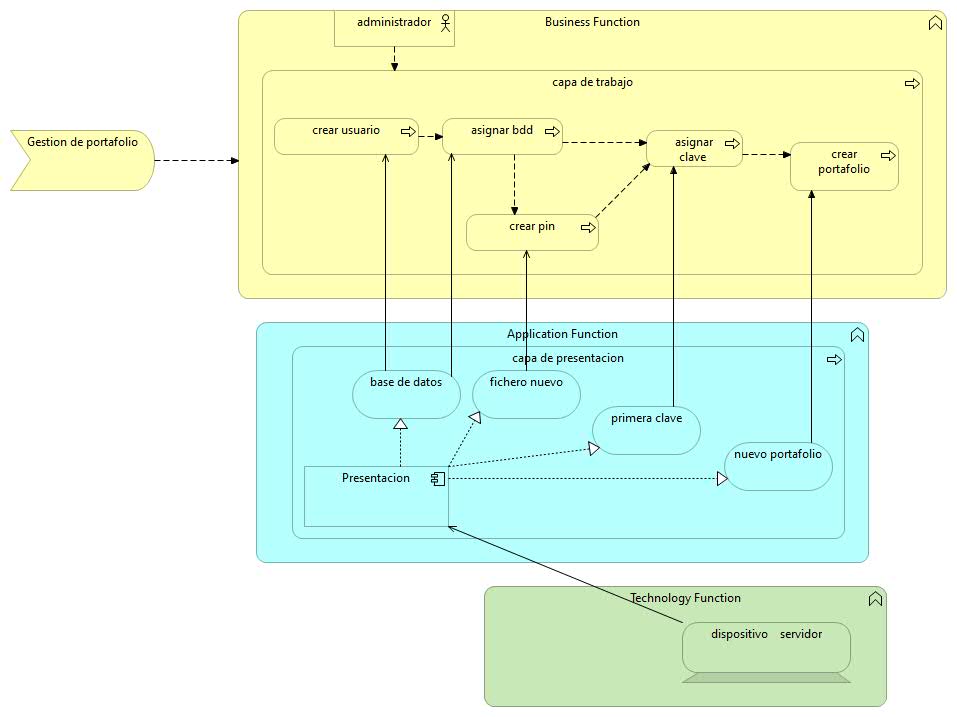 administrador
Business Function
capa de trabajo
Gestion de portafolio
crear usuario
asignar bdd
asignar
clave
crear
portafolio
crear pin
Application Function
capa de presentacion
base de datos
fichero nuevo
primera clave
nuevo portafolio
Presentacion
Technology Function
dispositivo servidor